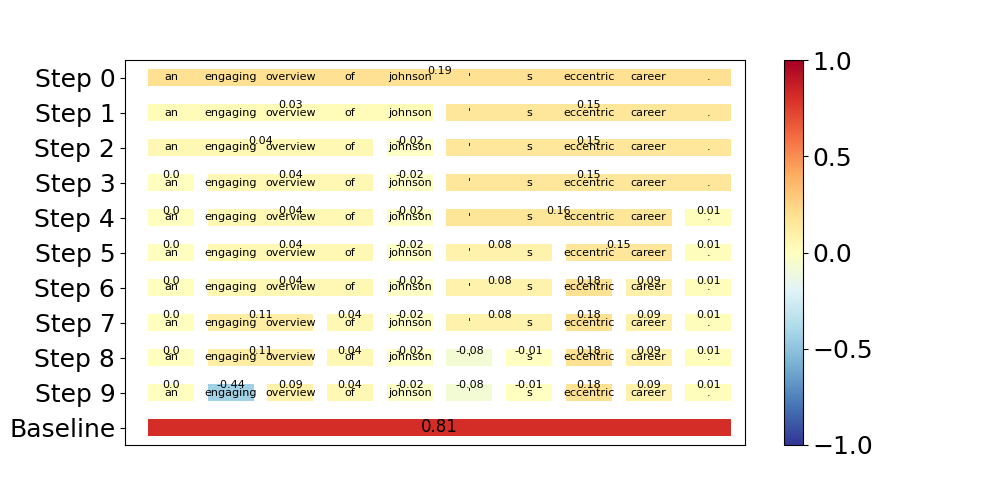 0.19
Step 0 an engaging overview of johnson ' s eccentric career .
0.03 0.15
Step 1 an engaging overview of johnson ' s eccentric career .
0.04 -0.02 0.15
Step 2 an engaging overview of johnson ' s eccentric career .
0.0 0.04 -0.02 0.15
Step 3 an engaging overview of johnson ' s eccentric career .
0.0 0.04 -0.02 0.16 0.01
Step 4 an engaging overview of johnson ' s eccentric career .
0.0 0.04 -0.02 0.08 0.15 0.01
Step 5 an engaging overview of johnson ' s eccentric career .
0.0 0.04 -0.02 0.08 0.18 0.09 0.01
Step 6 an engaging overview of johnson ' s eccentric career .
0.0 0.11 0.04 -0.02 0.08 0.18 0.09 0.01
Step 7 an engaging overview of johnson ' s eccentric career .
0.0 0.11 0.04 -0.02 -0.08 -0.01 0.18 0.09 0.01
Step 8 an engaging overview of johnson ' s eccentric career .
0.0 -0.44 0.09 0.04 -0.02 -0.08 -0.01 0.18 0.09 0.01
Step 9 an engaging overview of johnson ' s eccentric career .
Baseline 0.81
1.0
0.5
0.0
−0.5
−1.0